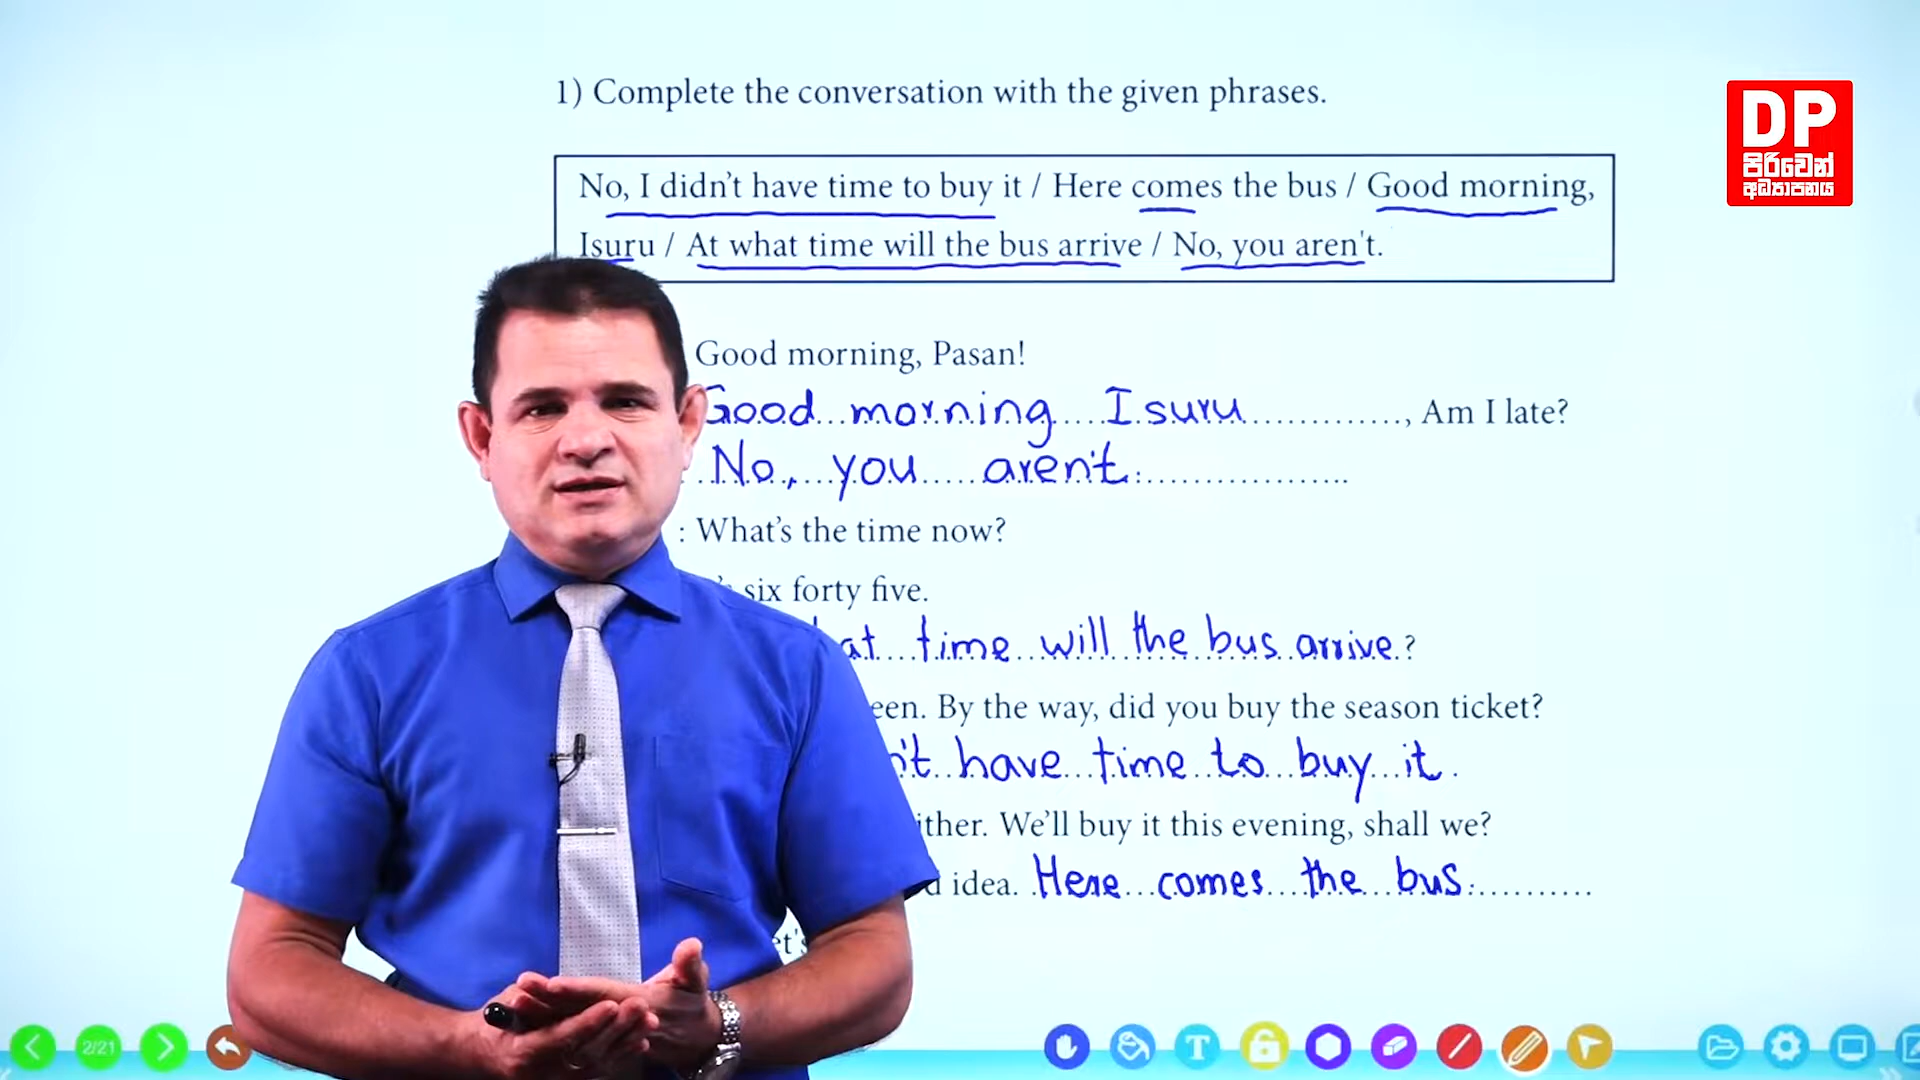 1) Complete the conversation with the given phrases.
DP
පිරිවෙන්
අධ්‍යාපනය
No, I didn't have time to buy it / Here comes the bus / Good morning,
Isuru / At what time will the bus arrive / No, you aren't.
Good morning, Pasan!
Good morning Isuru, Am I late?
No, you aren't.
: What's the time now?
six forty five.
time will the bus arrive?
By the way, did you buy the season ticket?
have time to buy it.
We'll buy it this evening, shall we?
idea. Here comes the bus.
2/21
T